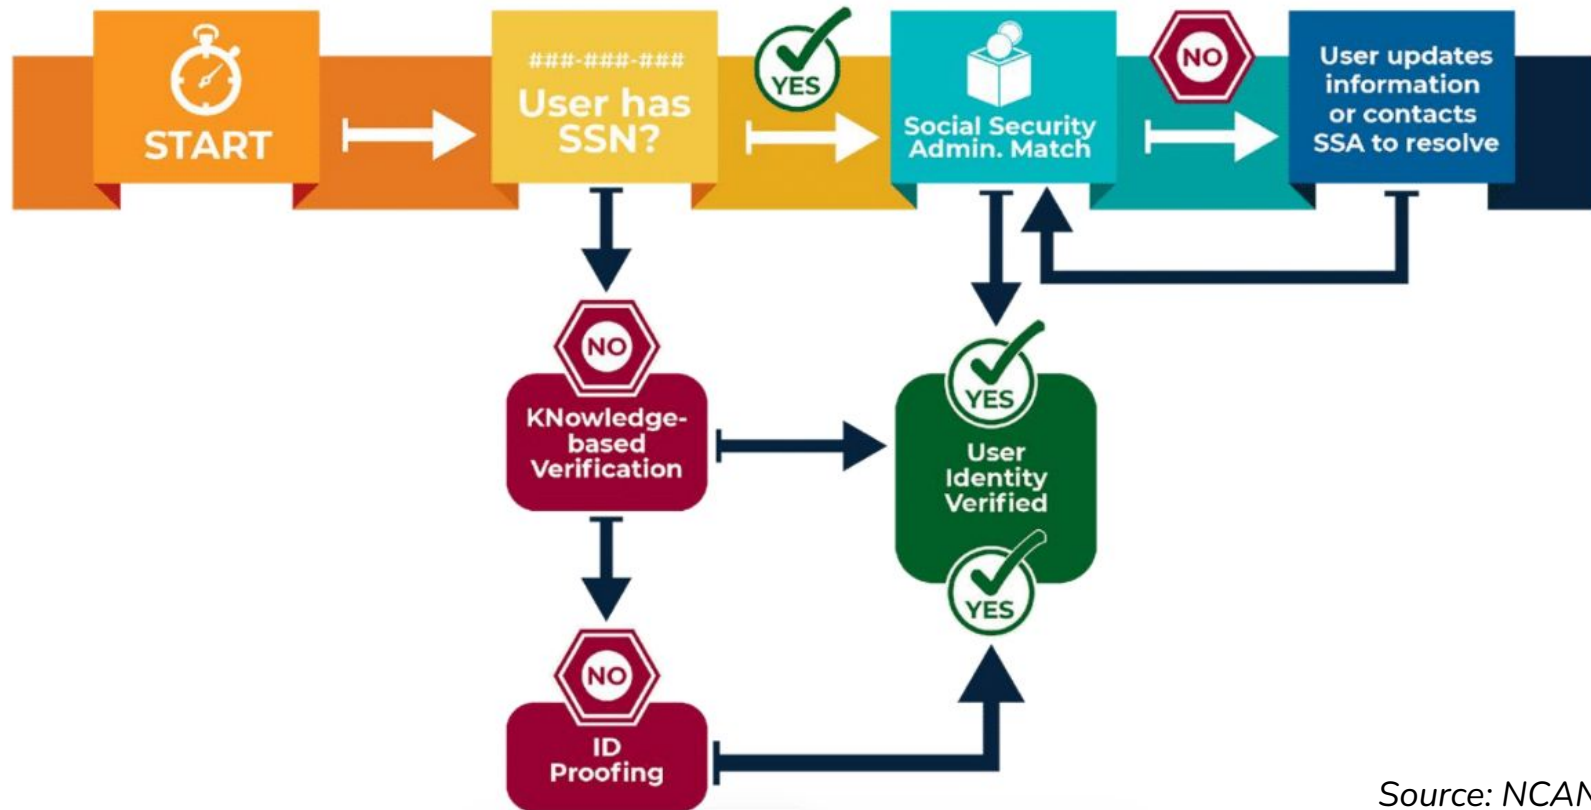 START
###-###-###
User has
SSN?
YES
Social Security
Admin. Match
NO
User updates
information
or contacts
SSA to resolve
NO
KNowledge-
based
Verification
YES
User
Identity
Verified
YES
NO
ID
Proofing
Source: NCAN